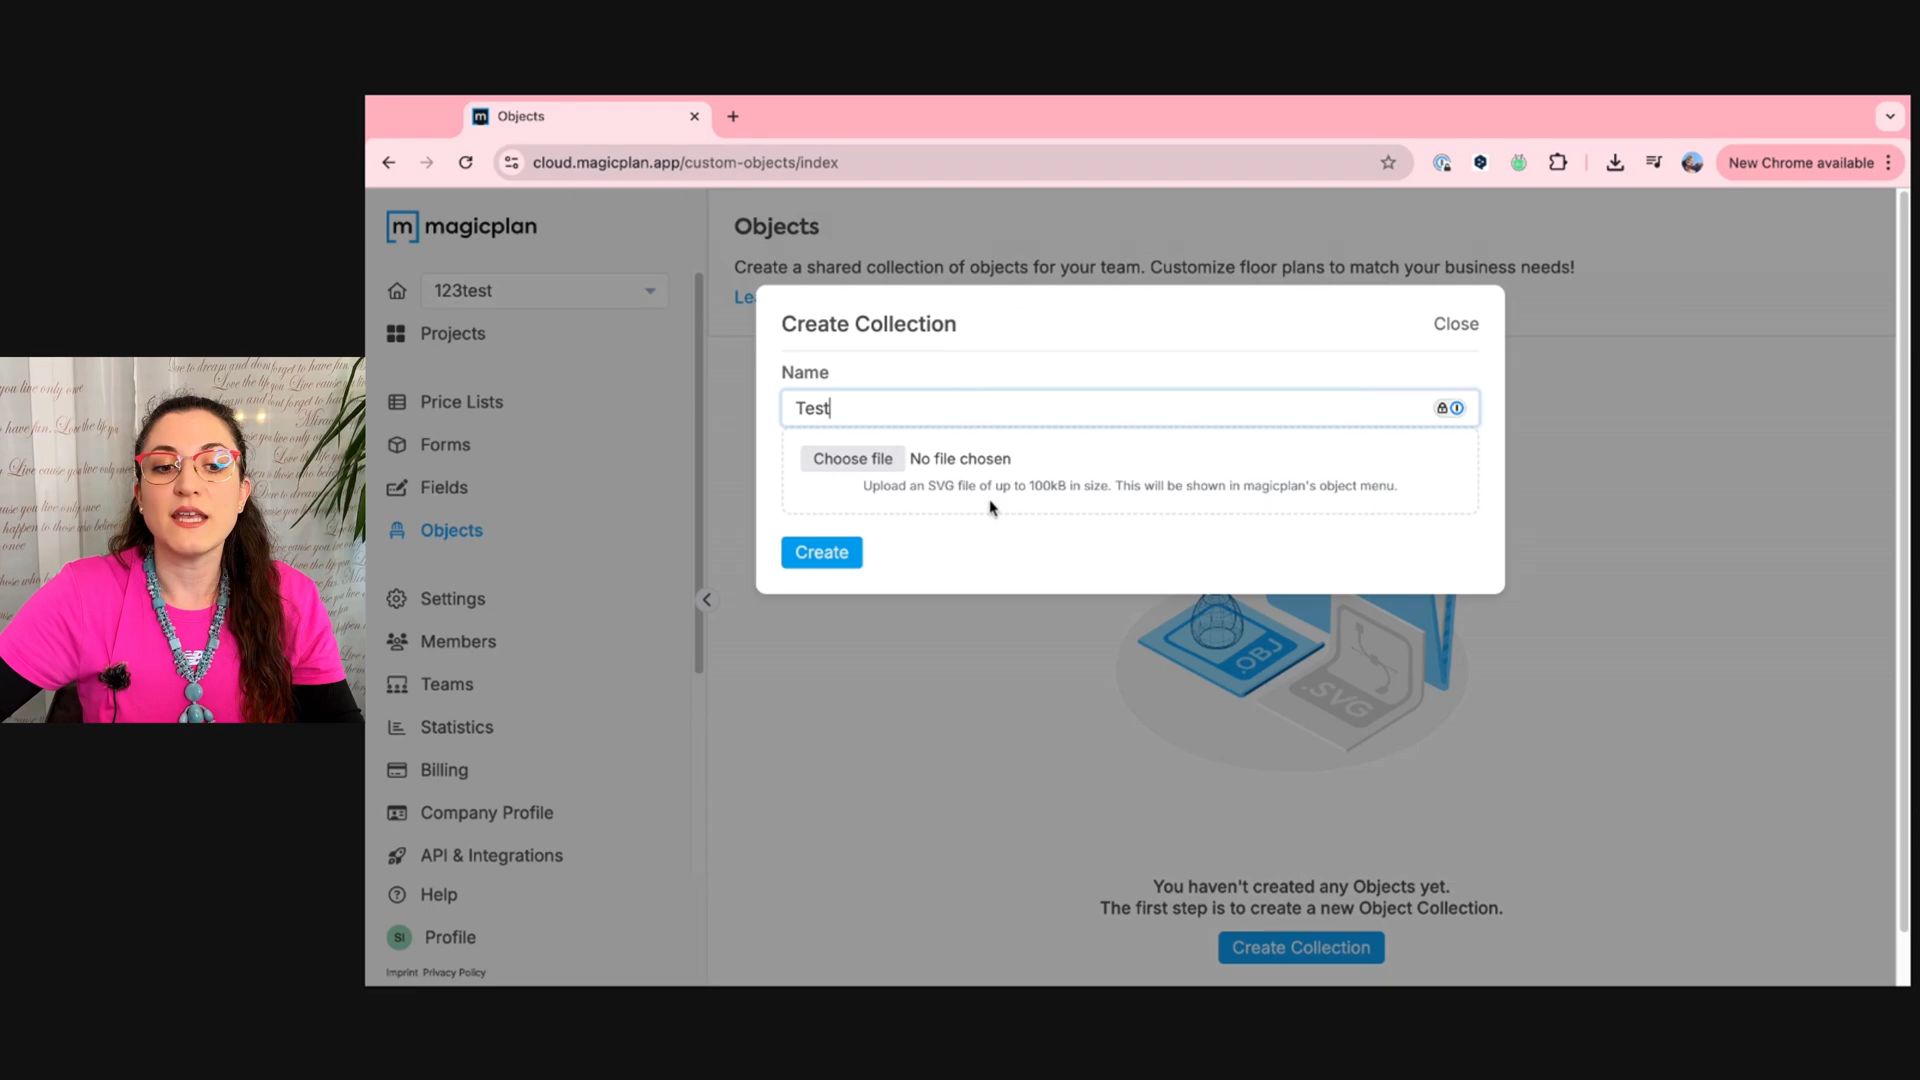 Objects
cloud.magicplan.app/custom-objects/index
New Chrome available
magicplan
123test
Projects
Price Lists
Forms
Fields
Objects
Settings
Members
Teams
Statistics
Billing
Company Profile
API & Integrations
Help
SI
Profile
Imprint Privacy Policy
Objects
Create a shared collection of objects for your team. Customize floor plans to match your business needs!
Create Collection
Close
Name
Test
Choose file No file chosen
Upload an SVG file of up to 100kB in size. This will be shown in magicplan's object menu.
Create
.OBJ
.SVG
You haven't created any Objects yet.
The first step is to create a new Object Collection.
Create Collection